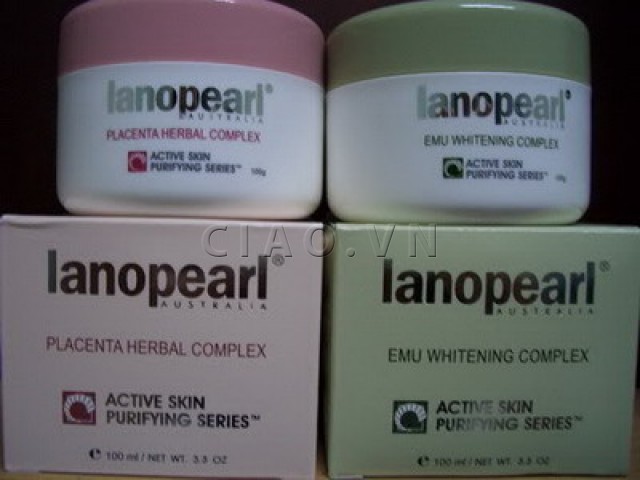 lanopearl®
AUSTRALIA
PLACENTA HERBAL COMPLEX
ACTIVE SKIN
PURIFYING SERIES™
100g
lanopearl®
AUSTRALIA
EMU WHITENING COMPLEX
ACTIVE SKIN
PURIFYING SERIES™
100g
CIAO.VN
lanopearl®
AUSTRALIA
PLACENTA HERBAL COMPLEX
ACTIVE SKIN
PURIFYING SERIES™
e 100 ml / NET WT. 3.3 OZ
lanopearl®
AUSTRALIA
EMU WHITENING COMPLEX
ACTIVE SKIN
PURIFYING SERIES™
e 100 ml / NET WT. 3.3 OZ